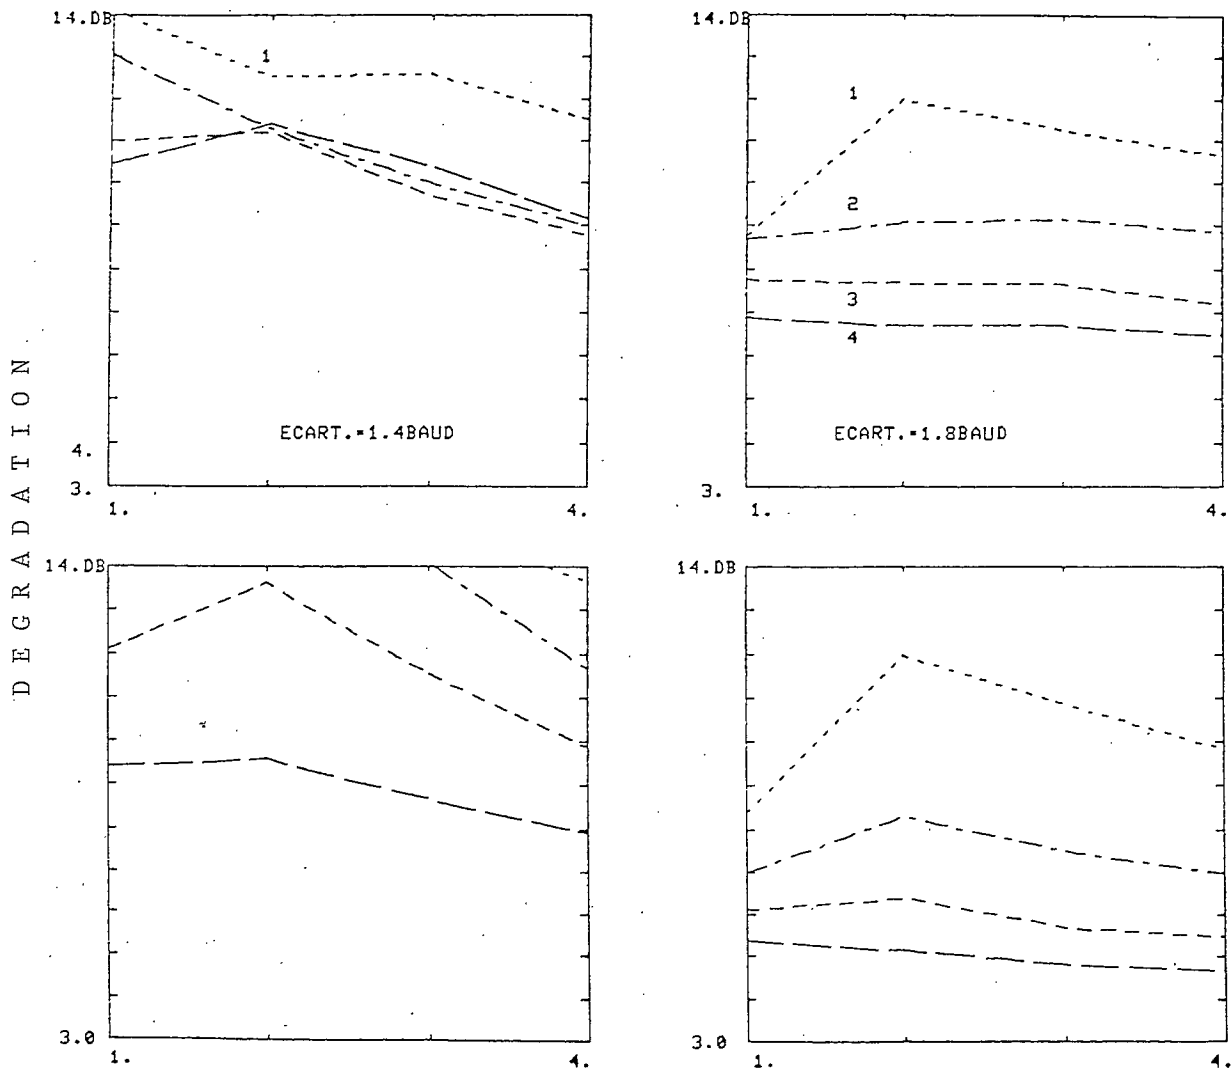 DEGRADATION
14.DB
1
ECART.=1.4BAUD
4.
3.
1.
4.
14.DB
1
2
3
4
ECART.=1.8BAUD
3.
1.
4.
14.DB
3.0
1.
4.
14.DB
3.0
1.
4.